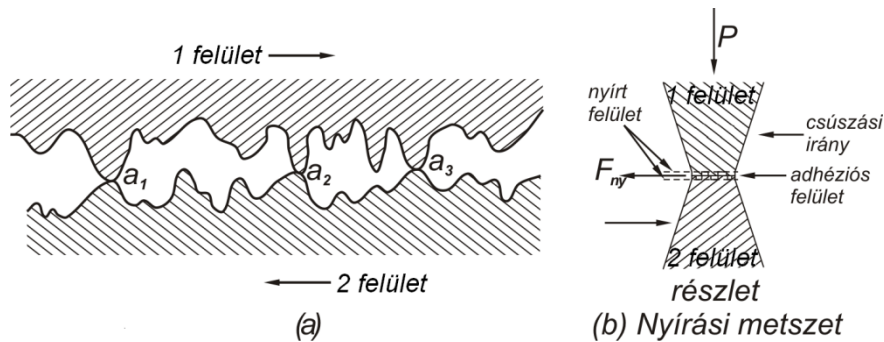 1 felület
a1
a2
a3
2 felület
(a)
P
1 felület
nyírt
felület
csúszási
irány
Fny
adhéziós
felület
2 felület
részlet
(b) Nyírási metszet